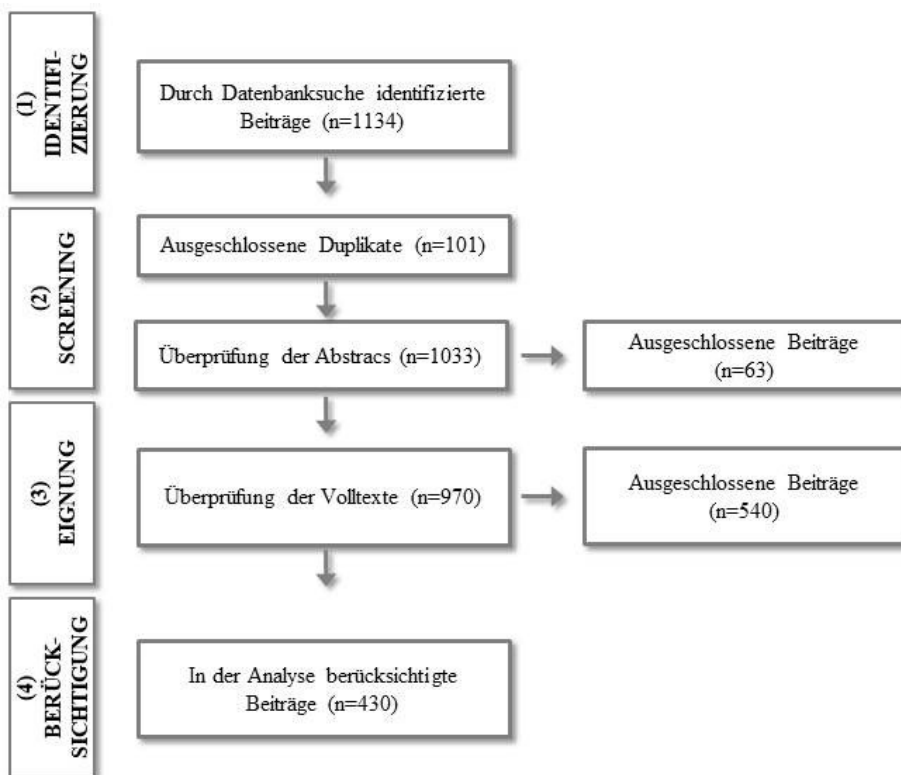 (1)
IDENTIFI-
ZIERUNG
Durch Datenbanksuche identifizierte
Beiträge (n=1134)
(2)
SCREENING
Ausgeschlossene Duplikate (n=101)
Überprüfung der Abstracs (n=1033)
Ausgeschlossene Beiträge
(n=63)
(3)
EIGNUNG
Überprüfung der Volltexte (n=970)
Ausgeschlossene Beiträge
(n=540)
(4)
BERÜCK-
SICHTIGUNG
In der Analyse berücksichtigte
Beiträge (n=430)